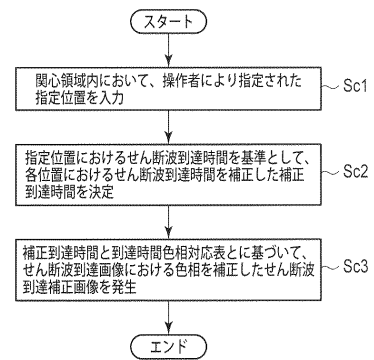 スタート
関心領域内において、操作者により指定された
指定位置を入力
Sc1
指定位置におけるせん断波到達時間を基準として、
各位置におけるせん断波到達時間を補正した補正
到達時間を決定
Sc2
補正到達時間と到達時間色相対応表とに基づいて、
せん断波到達画像における色相を補正したせん断波
到達補正画像を発生
Sc3
エンド